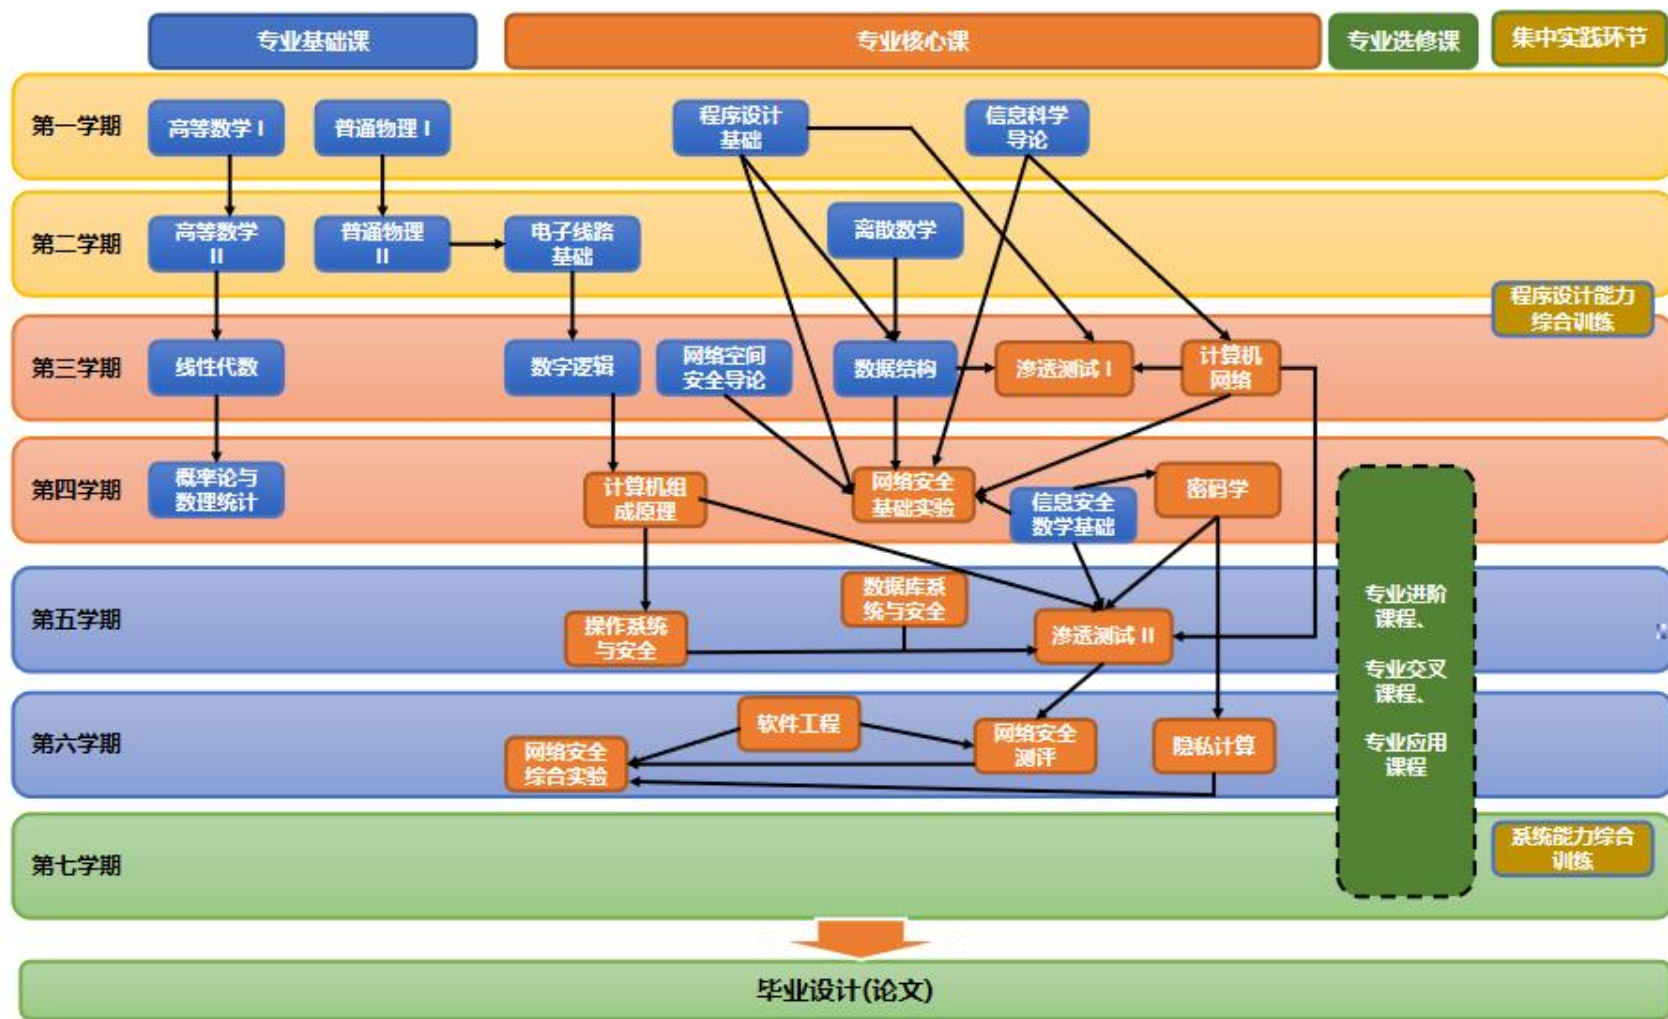 专业基础课
专业核心课
专业选修课
集中实践环节
第一学期
高等数学 I
普通物理 I
程序设计
基础
信息科学
导论
第二学期
高等数学
II
普通物理
II
电子线路
基础
离散数学
程序设计能力
综合训练
第三学期
线性代数
数字逻辑
网络空间
安全导论
数据结构
渗透测试 I
计算机
网络
第四学期
概率论与
数理统计
计算机组
成原理
网络安全
基础实验
信息安全
数学基础
密码学
第五学期
操作系统
与安全
数据库系
统与安全
渗透测试 II
专业进阶
课程、
专业交叉
课程、
专业应用
课程
第六学期
网络安全
综合实验
软件工程
网络安全
测评
隐私计算
第七学期
系统能力综合
训练
毕业设计(论文)